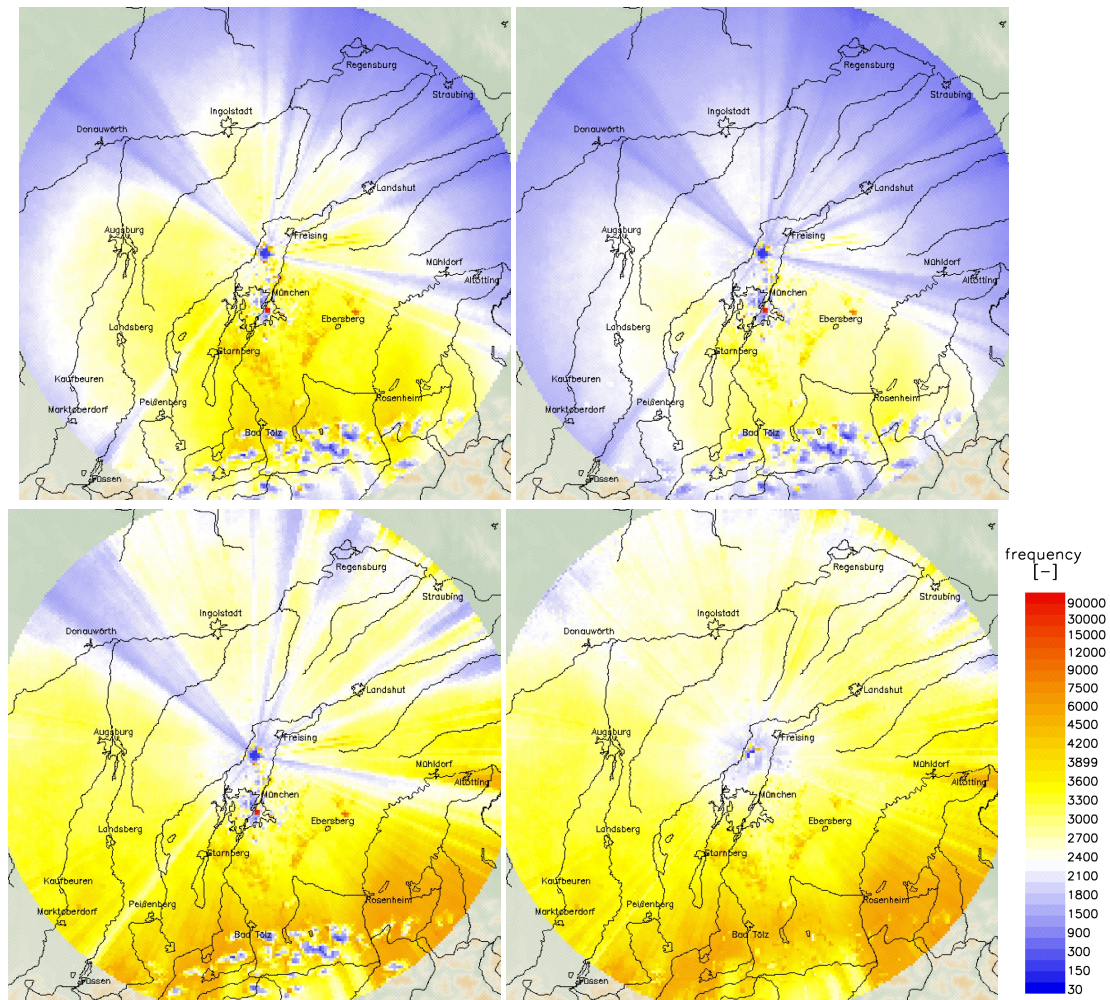 Regensburg
Straubing
Ingolstadt
Donauwörth
Landshut
Augsburg
Freising
Mühldorf
Altötting
München
Ebersberg
Landsberg
Starnberg
Kaufbeuren
Peißenberg
Rosenheim
Marktoberdorf
Bad Tölz
Füssen
Regensburg
Straubing
Ingolstadt
Donauwörth
Landshut
Augsburg
Freising
Mühldorf
Altötting
München
Ebersberg
Landsberg
Starnberg
Kaufbeuren
Peißenberg
Rosenheim
Marktoberdorf
Bad Tölz
Füssen
Regensburg
Straubing
Ingolstadt
Donauwörth
Landshut
Augsburg
Freising
Mühldorf
Altötting
München
Ebersberg
Landsberg
Starnberg
Kaufbeuren
Peißenberg
Rosenheim
Marktoberdorf
Bad Tölz
Füssen
Regensburg
Straubing
Ingolstadt
Donauwörth
Landshut
Augsburg
Freising
Mühldorf
Altötting
München
Ebersberg
Landsberg
Starnberg
Kaufbeuren
Peißenberg
Rosenheim
Marktoberdorf
Bad Tölz
Füssen
frequency
[-]
90000
30000
15000
12000
9000
7500
6000
4500
4200
3899
3600
3300
3000
2700
2400
2100
1800
1500
900
300
150
30